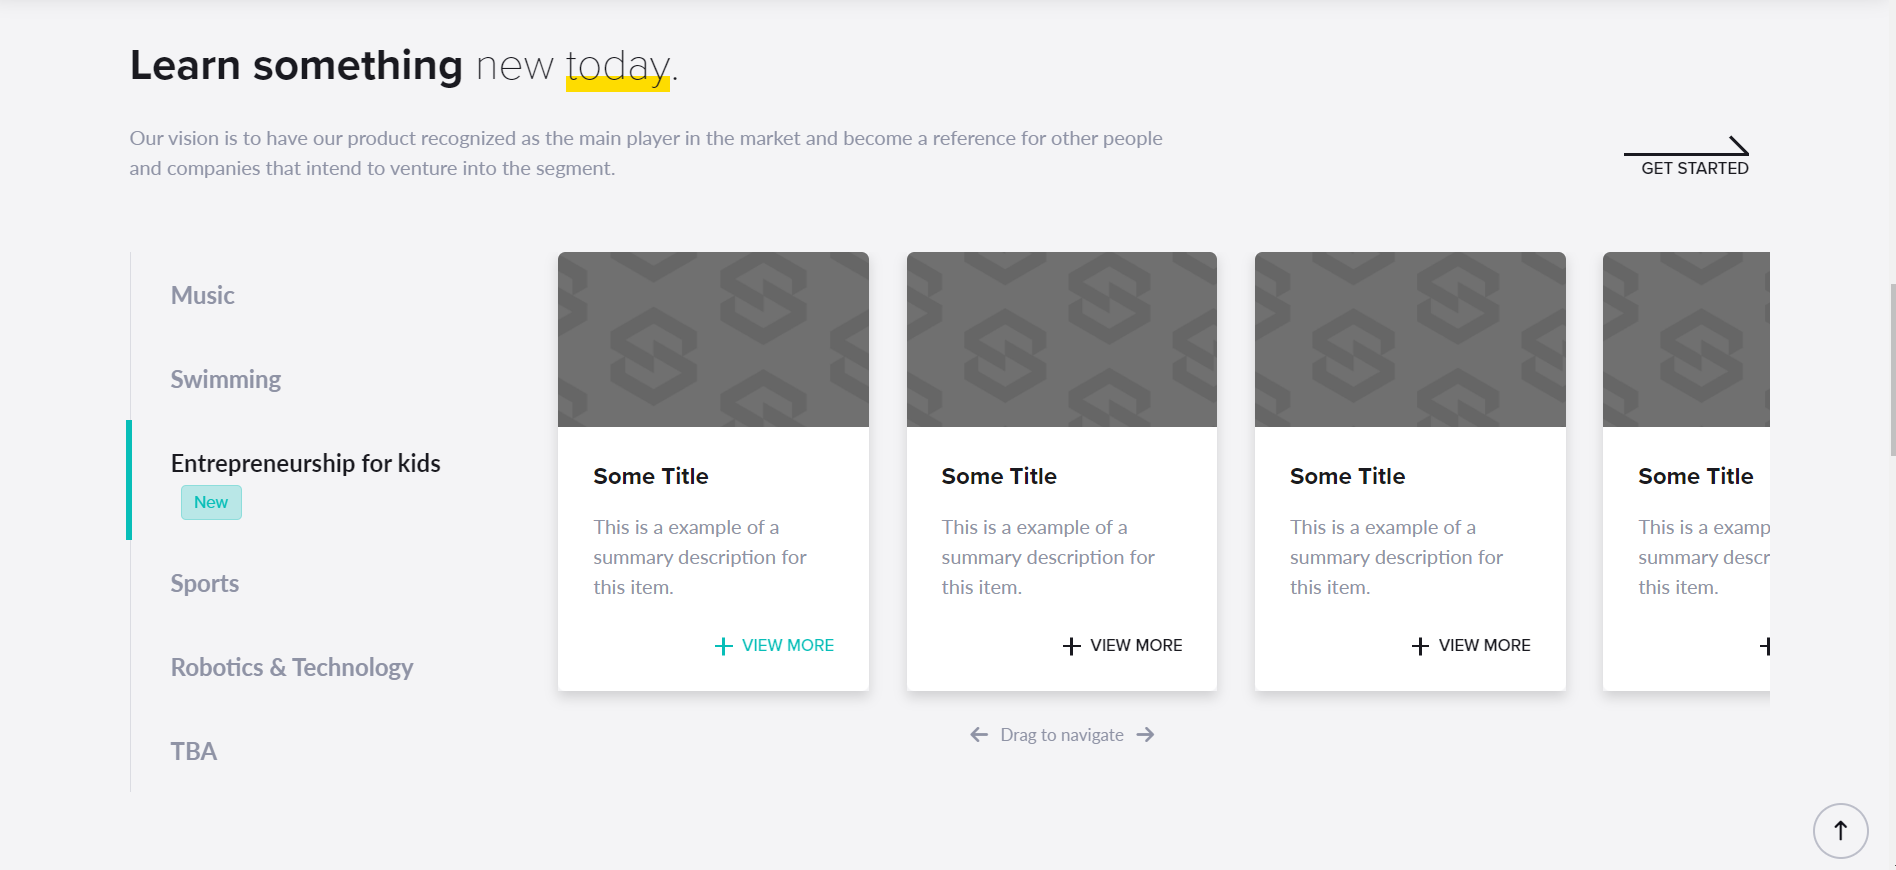 Learn something new today.
Our vision is to have our product recognized as the main player in the market and become a reference for other people
and companies that intend to venture into the segment.
GET STARTED
Music
Swimming
Entrepreneurship for kids
New
Sports
Robotics & Technology
TBA
Some Title
This is a example of a
summary description for
this item.
VIEW MORE
Some Title
This is a example of a
summary description for
this item.
VIEW MORE
Some Title
This is a example of a
summary description for
this item.
VIEW MORE
Some Title
This is a examp
summary descr
this item.
Drag to navigate